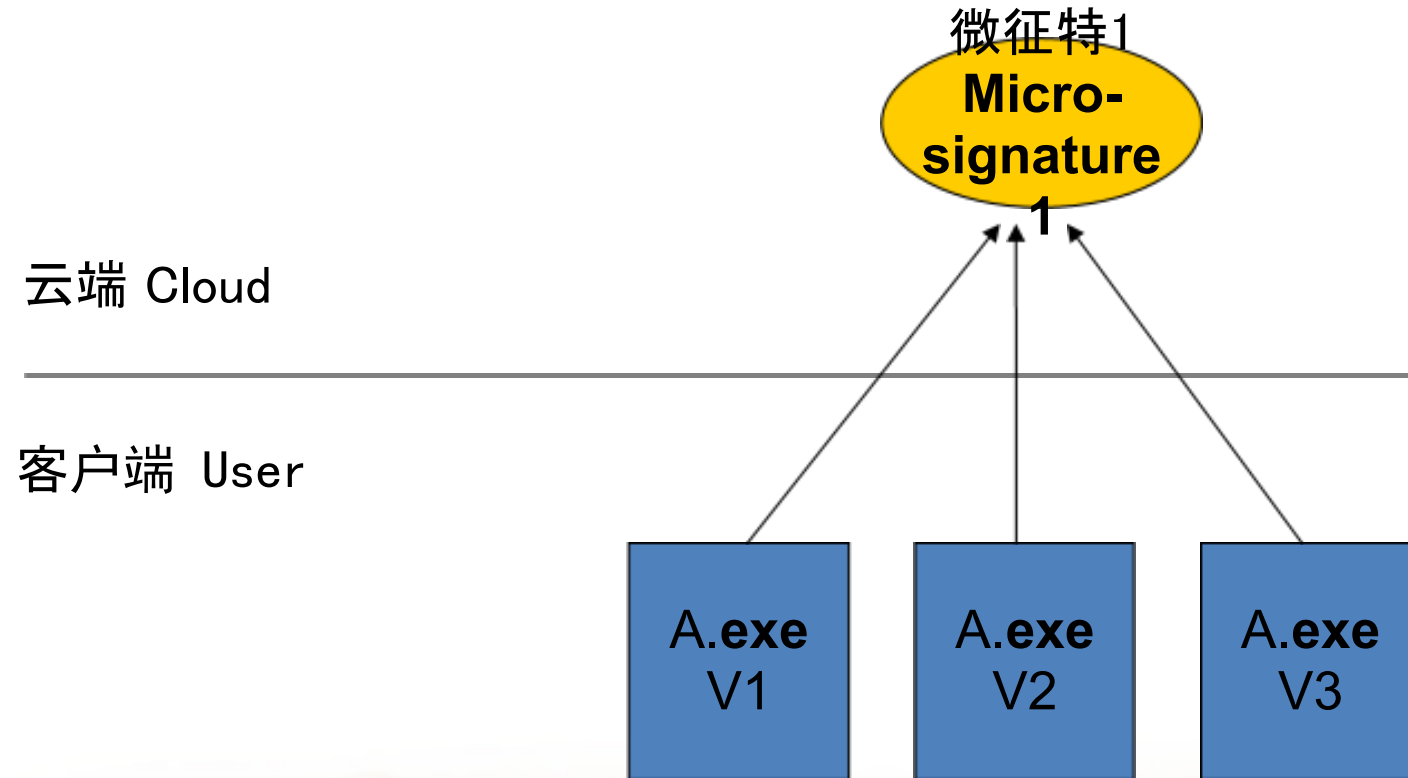 微征特1
Micro-
signature
1
云端 Cloud
客户端 User
A.exe
V1
A.exe
V2
A.exe
V3